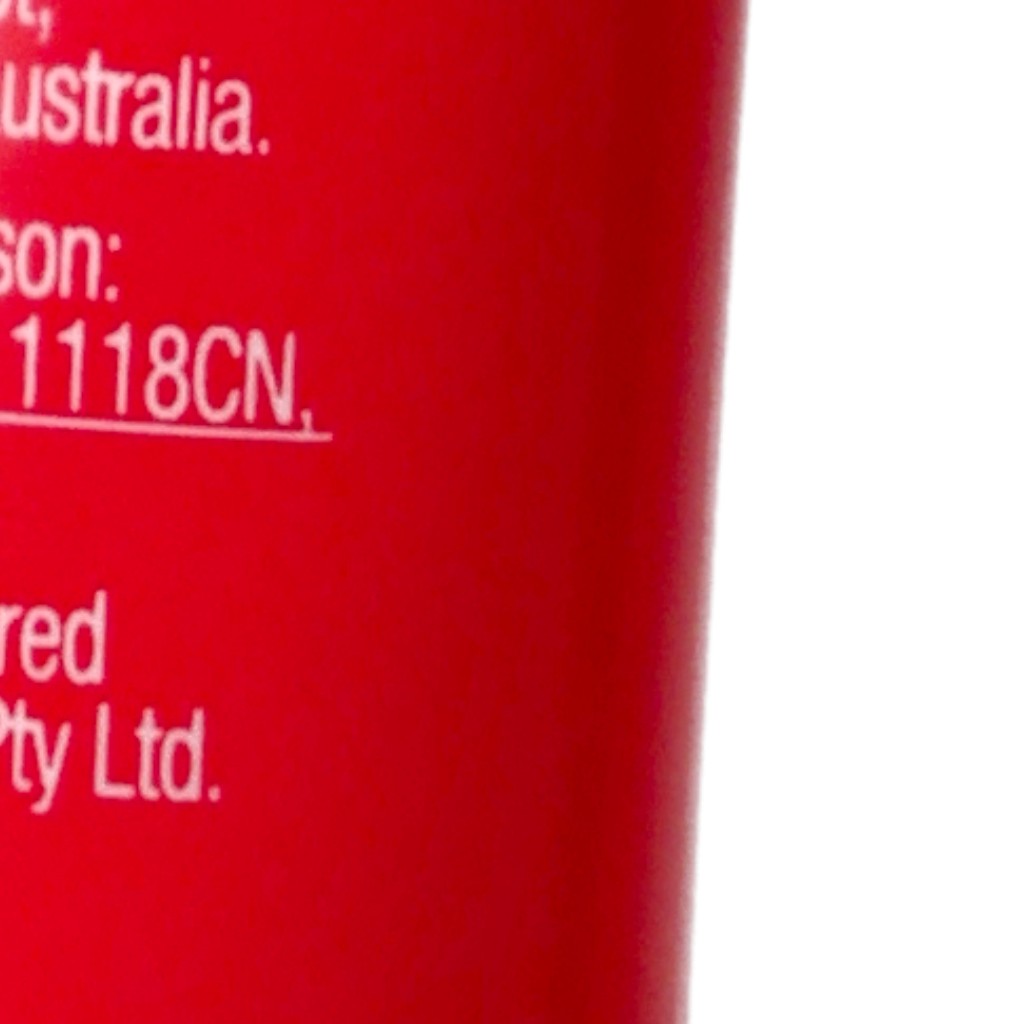 ustralia.
son:
1118CN,
red
Pty Ltd.